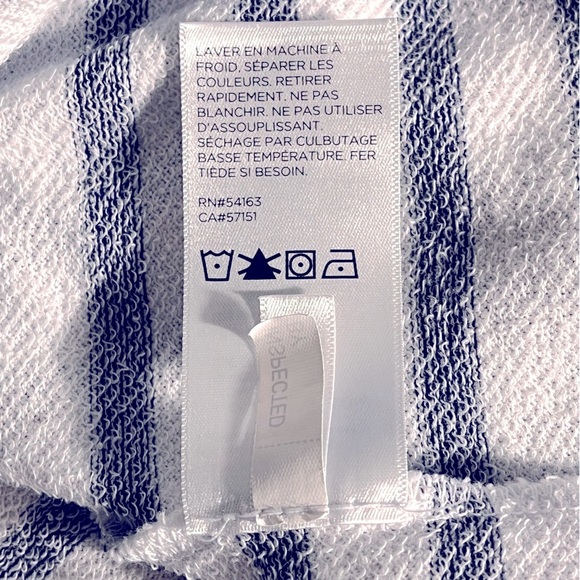 LAVER EN MACHINE À
FROID, SÉPARER LES
COULEURS. RETIRER
RAPIDEMENT. NE PAS
BLANCHIR. NE PAS UTILISER
D'ASSOUPLISSANT.
SÉCHAGE PAR CULBUTAGE
BASSE TEMPÉRATURE. FER
TIÈDE SI BESOIN.
RN#54163
CA#57151